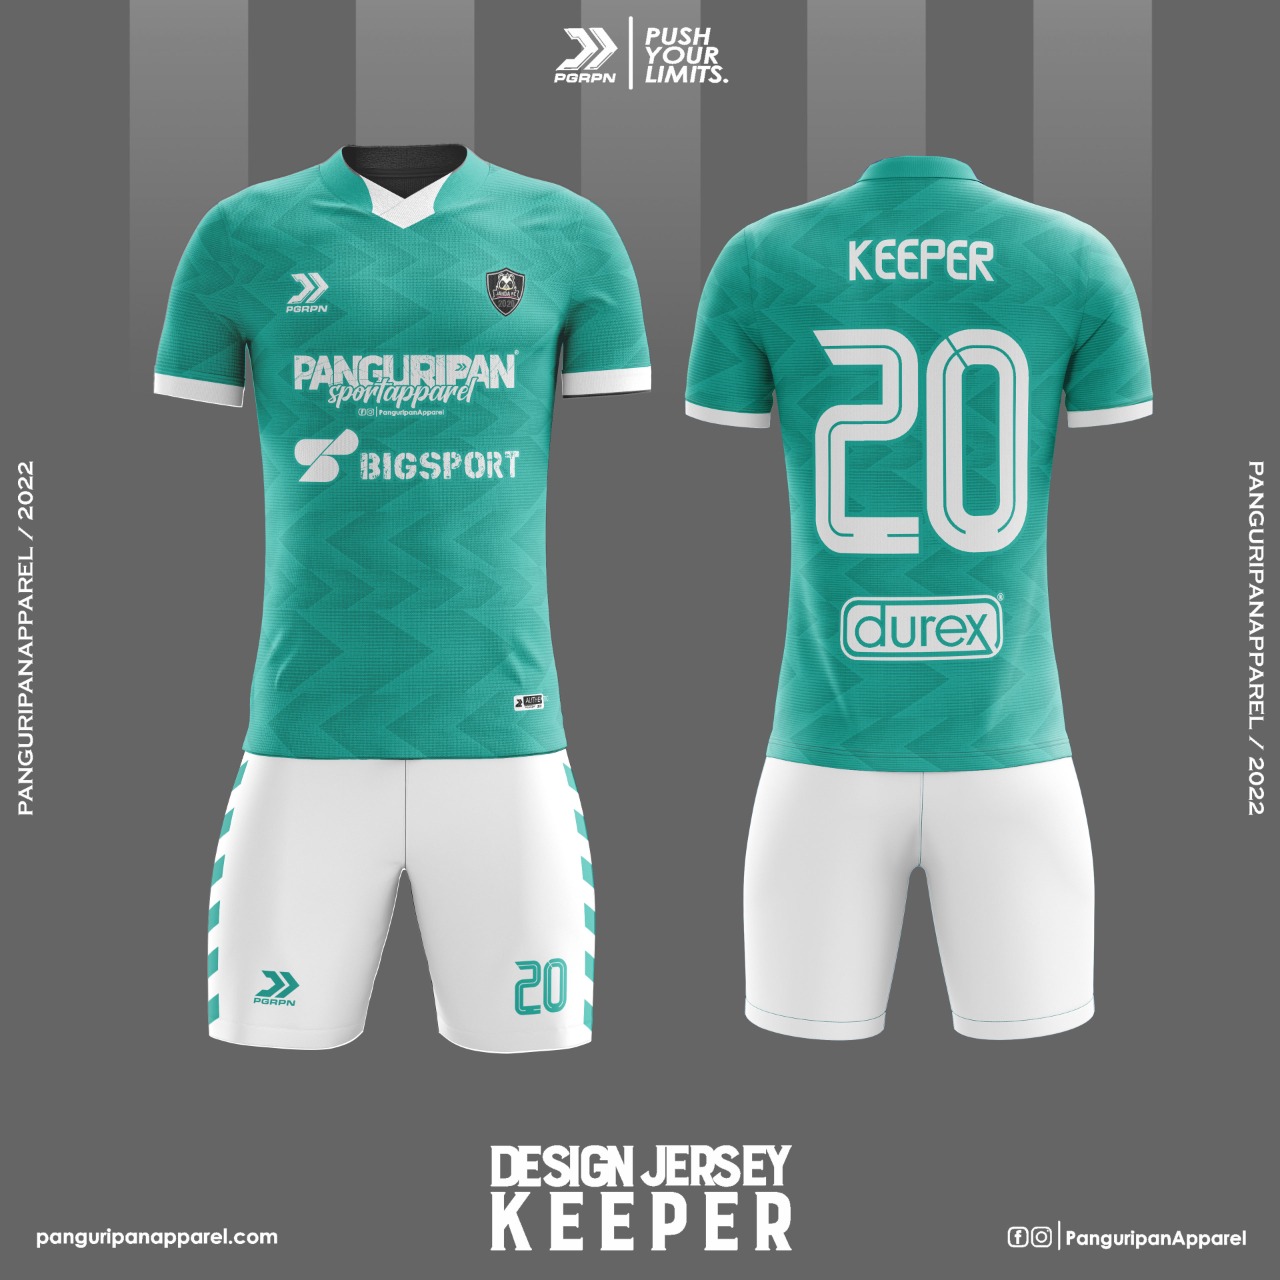 PGRPN
PUSH
YOUR
LIMITS.
PGRPN
2020
PANGURIPAN
sportapparel
PanguripanApparel
BIGSPORT
KEEPER
20
durex®
PGRPN
20
PANGURIPANAPPAREL / 2022
PANGURIPANAPPAREL / 2022
DESIGN JERSEY
KEEPER
panguripanapparel.com
PanguripanApparel